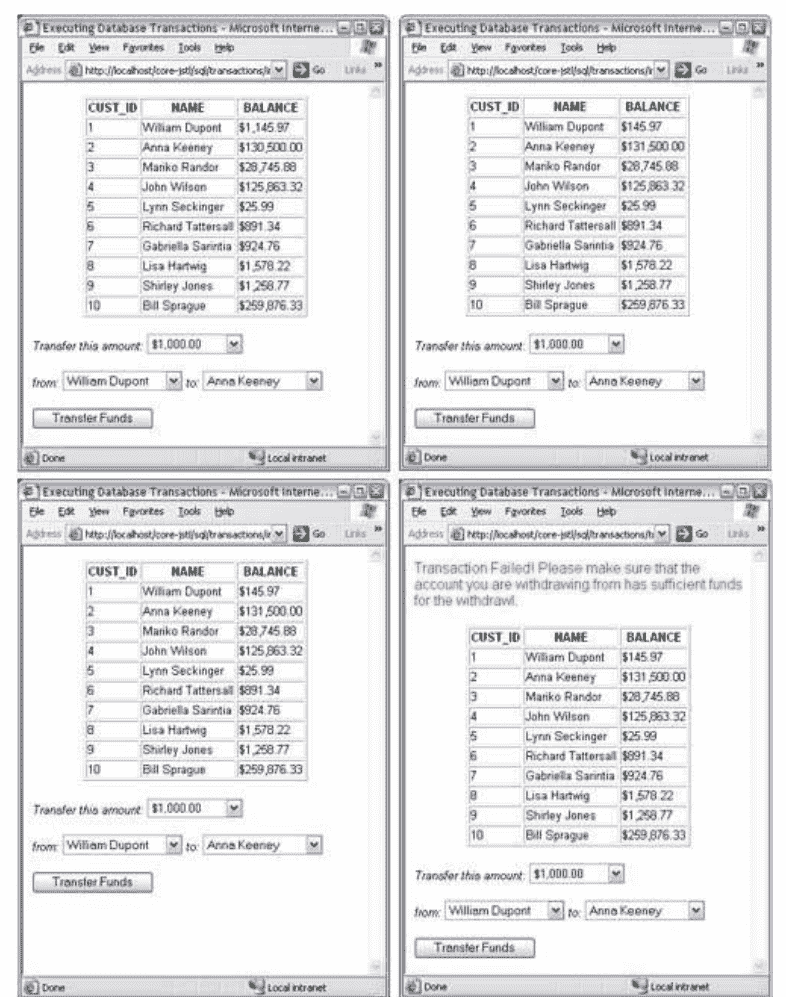 Executing Database Transactions - Microsoft Interne...
File Edit View Favorites Tools Help
Address http://localhost/core-jstl/sql/transactions/ir Go Links »
CUST_ID NAME BALANCE
1 William Dupont $1,145.97
2 Anna Keeney $130,500.00
3 Mariko Randor $28,745.88
4 John Wilson $125,863.32
5 Lynn Seckinger $25.99
6 Richard Tattersall $891.34
7 Gabriella Sarintia $924.76
8 Lisa Hartwig $1,578.22
9 Shirley Jones $1,258.77
10 Bill Sprague $259,876.33
Transfer this amount: $1,000.00
from: William Dupont to: Anna Keeney
Transfer Funds
Done Local intranet
Executing Database Transactions - Microsoft Interne...
File Edit View Favorites Tools Help
Address http://localhost/core-jstl/sql/transactions/ir Go Links »
CUST_ID NAME BALANCE
1 William Dupont $145.97
2 Anna Keeney $131,500.00
3 Mariko Randor $28,745.88
4 John Wilson $125,863.32
5 Lynn Seckinger $25.99
6 Richard Tattersall $891.34
7 Gabriella Sarintia $924.76
8 Lisa Hartwig $1,578.22
9 Shirley Jones $1,258.77
10 Bill Sprague $259,876.33
Transfer this amount: $1,000.00
from: William Dupont to: Anna Keeney
Transfer Funds
Done Local intranet
Executing Database Transactions - Microsoft Interne...
File Edit View Favorites Tools Help
Address http://localhost/core-jstl/sql/transactions/ir Go Links »
CUST_ID NAME BALANCE
1 William Dupont $145.97
2 Anna Keeney $131,500.00
3 Mariko Randor $28,745.88
4 John Wilson $125,863.32
5 Lynn Seckinger $25.99
6 Richard Tattersall $891.34
7 Gabriella Sarintia $924.76
8 Lisa Hartwig $1,578.22
9 Shirley Jones $1,258.77
10 Bill Sprague $259,876.33
Transfer this amount: $1,000.00
from: William Dupont to: Anna Keeney
Transfer Funds
Done Local intranet
Executing Database Transactions - Microsoft Interne...
File Edit View Favorites Tools Help
Address http://localhost/core-jstl/sql/transactions/h Go Links »
Transaction Failed! Please make sure that the
account you are withdrawing from has sufficient funds
for the withdrawl.
CUST_ID NAME BALANCE
1 William Dupont $145.97
2 Anna Keeney $131,500.00
3 Mariko Randor $28,745.88
4 John Wilson $125,863.32
5 Lynn Seckinger $25.99
6 Richard Tattersall $891.34
7 Gabriella Sarintia $924.76
8 Lisa Hartwig $1,578.22
9 Shirley Jones $1,258.77
10 Bill Sprague $259,876.33
Transfer this amount: $1,000.00
from: William Dupont to: Anna Keeney
Transfer Funds
Done Local intranet